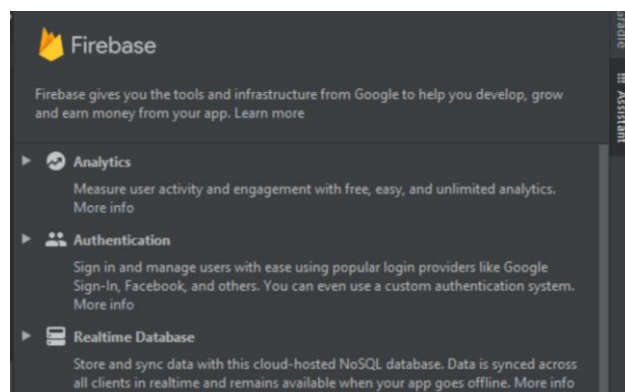 Firebase
Firebase gives you the tools and infrastructure from Google to help you develop, grow
and earn money from your app. Learn more
Analytics
Measure user activity and engagement with free, easy, and unlimited analytics.
More info
Authentication
Sign in and manage users with ease using popular login providers like Google
Sign-In, Facebook, and others. You can even use a custom authentication system.
More info
Realtime Database
Store and sync data with this cloud-hosted NoSQL database. Data is synced across
all clients in realtime and remains available when your app goes offline. More info
Assistant